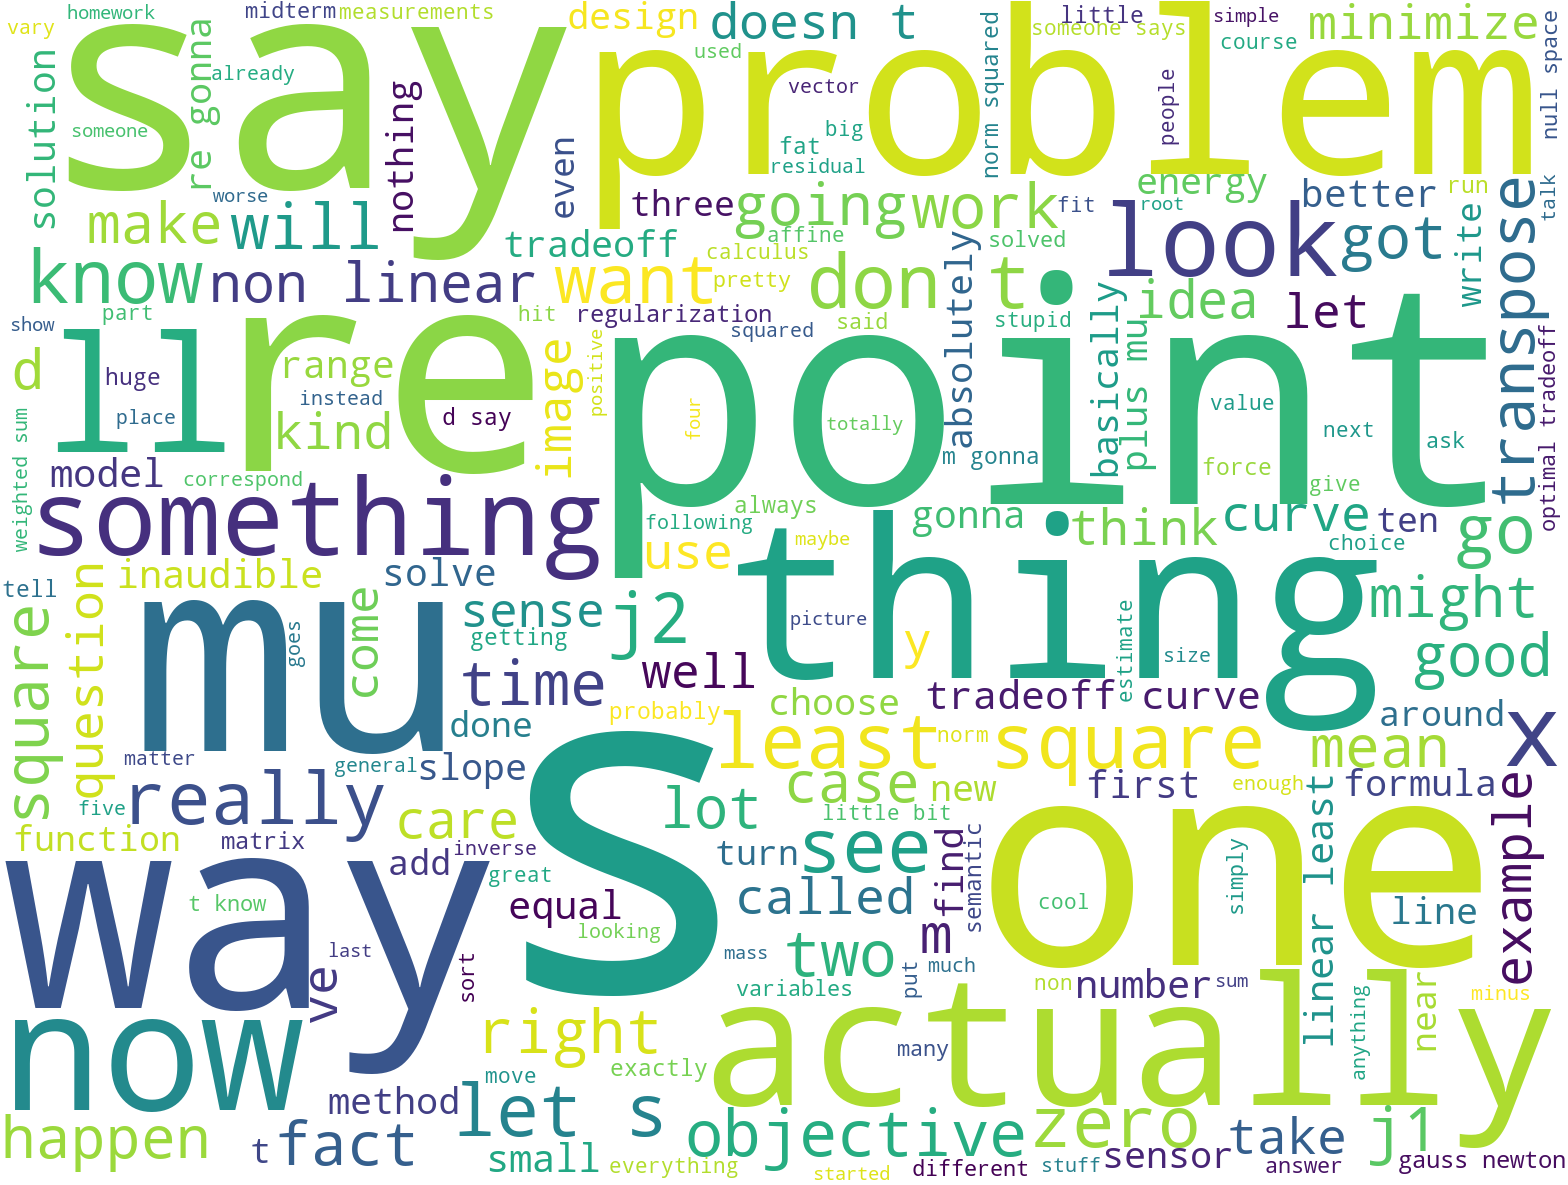 say
problem
homework
midterm
measurements
design
doesn t
little
simple
minimize
vary
someone says
course
used
already
re gonna
solution
someone
nothing
vector
big
fat
residual
norm squared
people
null space
even
worse
make
will
three
going
work
energy
better
run
talk
fit
root
look
got
transpose
tradeoff
affine
solved
calculus
know
non linear
want
pretty
don t
absolutely
idea
let
write
show
part
hit
regularization
squared
said
stupid
basically
plus mu
ll
re
point
d
range
huge
instead
place
kind
d say
image
positive
four
totally
value
next
ask
optimal tradeoff
weighted sum
model
correspond
m gonna
force
give
something
always
gonna
think
curve
ten
go
following
maybe
choice
thing
inaudible
solve
use
tell
square
question
mu
come
goes
sense
getting
j2
picture
y
estimate
size
might
good
time
well
tradeoff curve
choose
probably
done
least square
norm
around
mean
x
matter
general
slope
case
new
first
enough
formula
five
really
lot
little bit
linear least
example
function
matrix
care
s
one
add
inverse
turn
see
find
semantic
simply
way
great
t know
equal
called
cool
line
looking
last
ve
sort
mass
two
m
much
put
variables
non
number
sum
near
minus
anything
now
right
actually
many
exactly
move
method
let s
happen
t
fact
objective
zero
take
j1
small
everything
started
different
stuff
sensor
answer
gauss newton